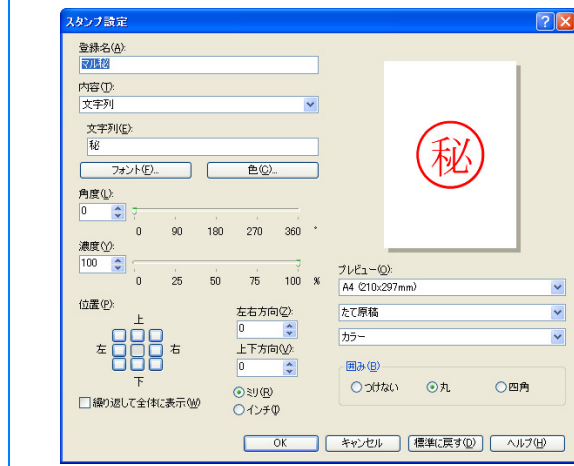 スタンプ設定
登録名(A):
マル秘
内容(T):
文字列
文字列(E):
秘
フォント(F)... 色(C)...
角度(L):
0
0 90 180 270 360 °
濃度(Y):
100
0 25 50 75 100 %
位置(P):
上
左 右
下
繰り返して全体に表示(W)
左右方向(Z):
0
上下方向(V):
0
ミリ(R)
インチ(I)
秘
プレビュー(O):
A4 (210x297mm)
たて原稿
カラー
囲み(B)
つけない 丸 四角
OK キャンセル 標準に戻す(D) ヘルプ(H)